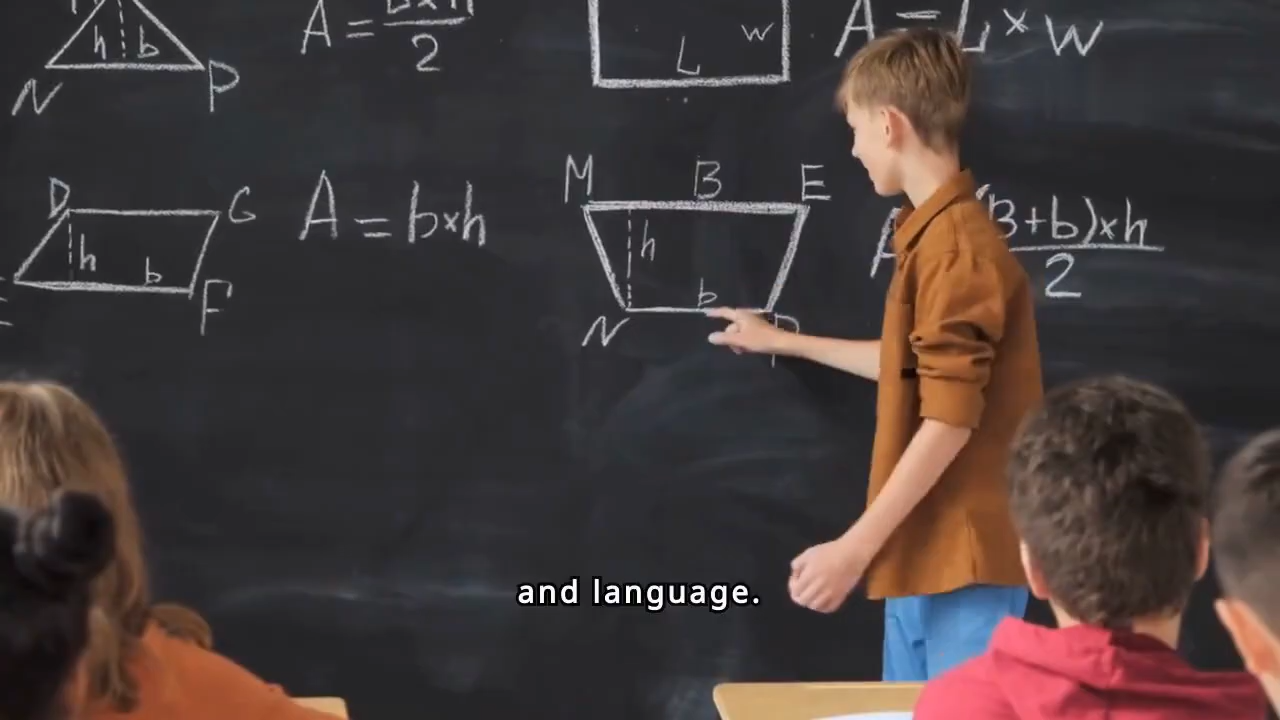 A = b×h
2
h b
N P
L w
A = L×w
D G
h b
F
A = b×h
M B E
h
b
N P
(B+b)×h
2
and language.